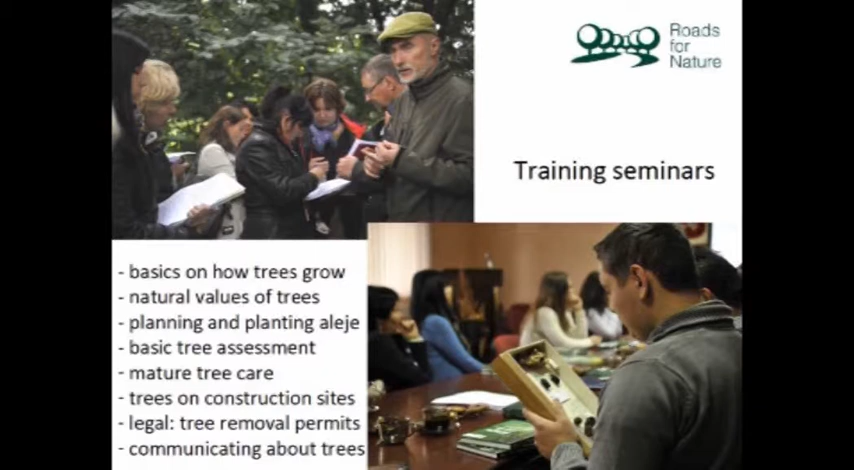 Roads
for
Nature
Training seminars
- basics on how trees grow
- natural values of trees
- planning and planting aleje
- basic tree assessment
- mature tree care
- trees on construction sites
- legal: tree removal permits
- communicating about trees